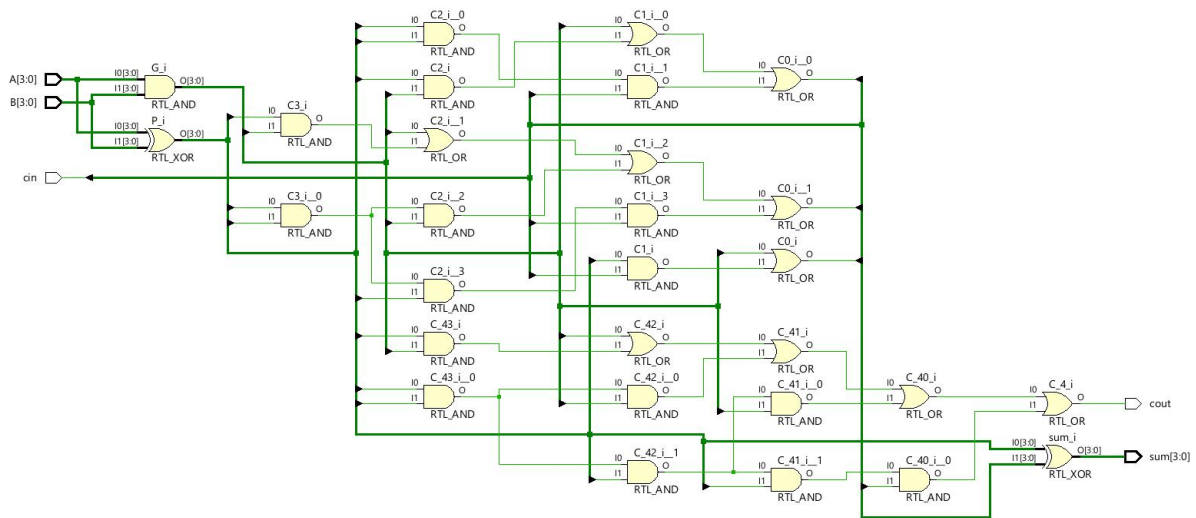 C2_i__0
I0
O
I1
RTL_AND
C1_i__0
I0
O
I1
RTL_OR
A[3:0]
B[3:0]
G_i
I0[3:0]
O[3:0]
I1[3:0]
RTL_AND
C2_i
I0
O
I1
RTL_AND
C1_i__1
I0
O
I1
RTL_AND
C0_i__0
I0
O
I1
RTL_OR
P_i
I0[3:0]
O[3:0]
I1[3:0]
RTL_XOR
C3_i
I0
O
I1
RTL_AND
C2_i__1
I0
O
I1
RTL_OR
C1_i__2
I0
O
I1
RTL_OR
cin
C3_i__0
I0
O
I1
RTL_AND
C2_i__2
I0
O
I1
RTL_AND
C1_i__3
I0
O
I1
RTL_AND
C0_i__1
I0
O
I1
RTL_OR
C2_i__3
I0
O
I1
RTL_AND
C1_i
I0
O
I1
RTL_AND
C0_i
I0
O
I1
RTL_OR
C_43_i
I0
O
I1
RTL_AND
C_42_i
I0
O
I1
RTL_OR
C_41_i
I0
O
I1
RTL_OR
C_43_i__0
I0
O
I1
RTL_AND
C_42_i__0
I0
O
I1
RTL_AND
C_41_i__0
I0
O
I1
RTL_AND
C_40_i
I0
O
I1
RTL_OR
C_4_i
I0
O
I1
RTL_OR
cout
C_42_i__1
I0
O
I1
RTL_AND
C_41_i__1
I0
O
I1
RTL_AND
C_40_i__0
I0
O
I1
RTL_AND
sum_i
I0[3:0]
O[3:0]
I1[3:0]
RTL_XOR
sum[3:0]